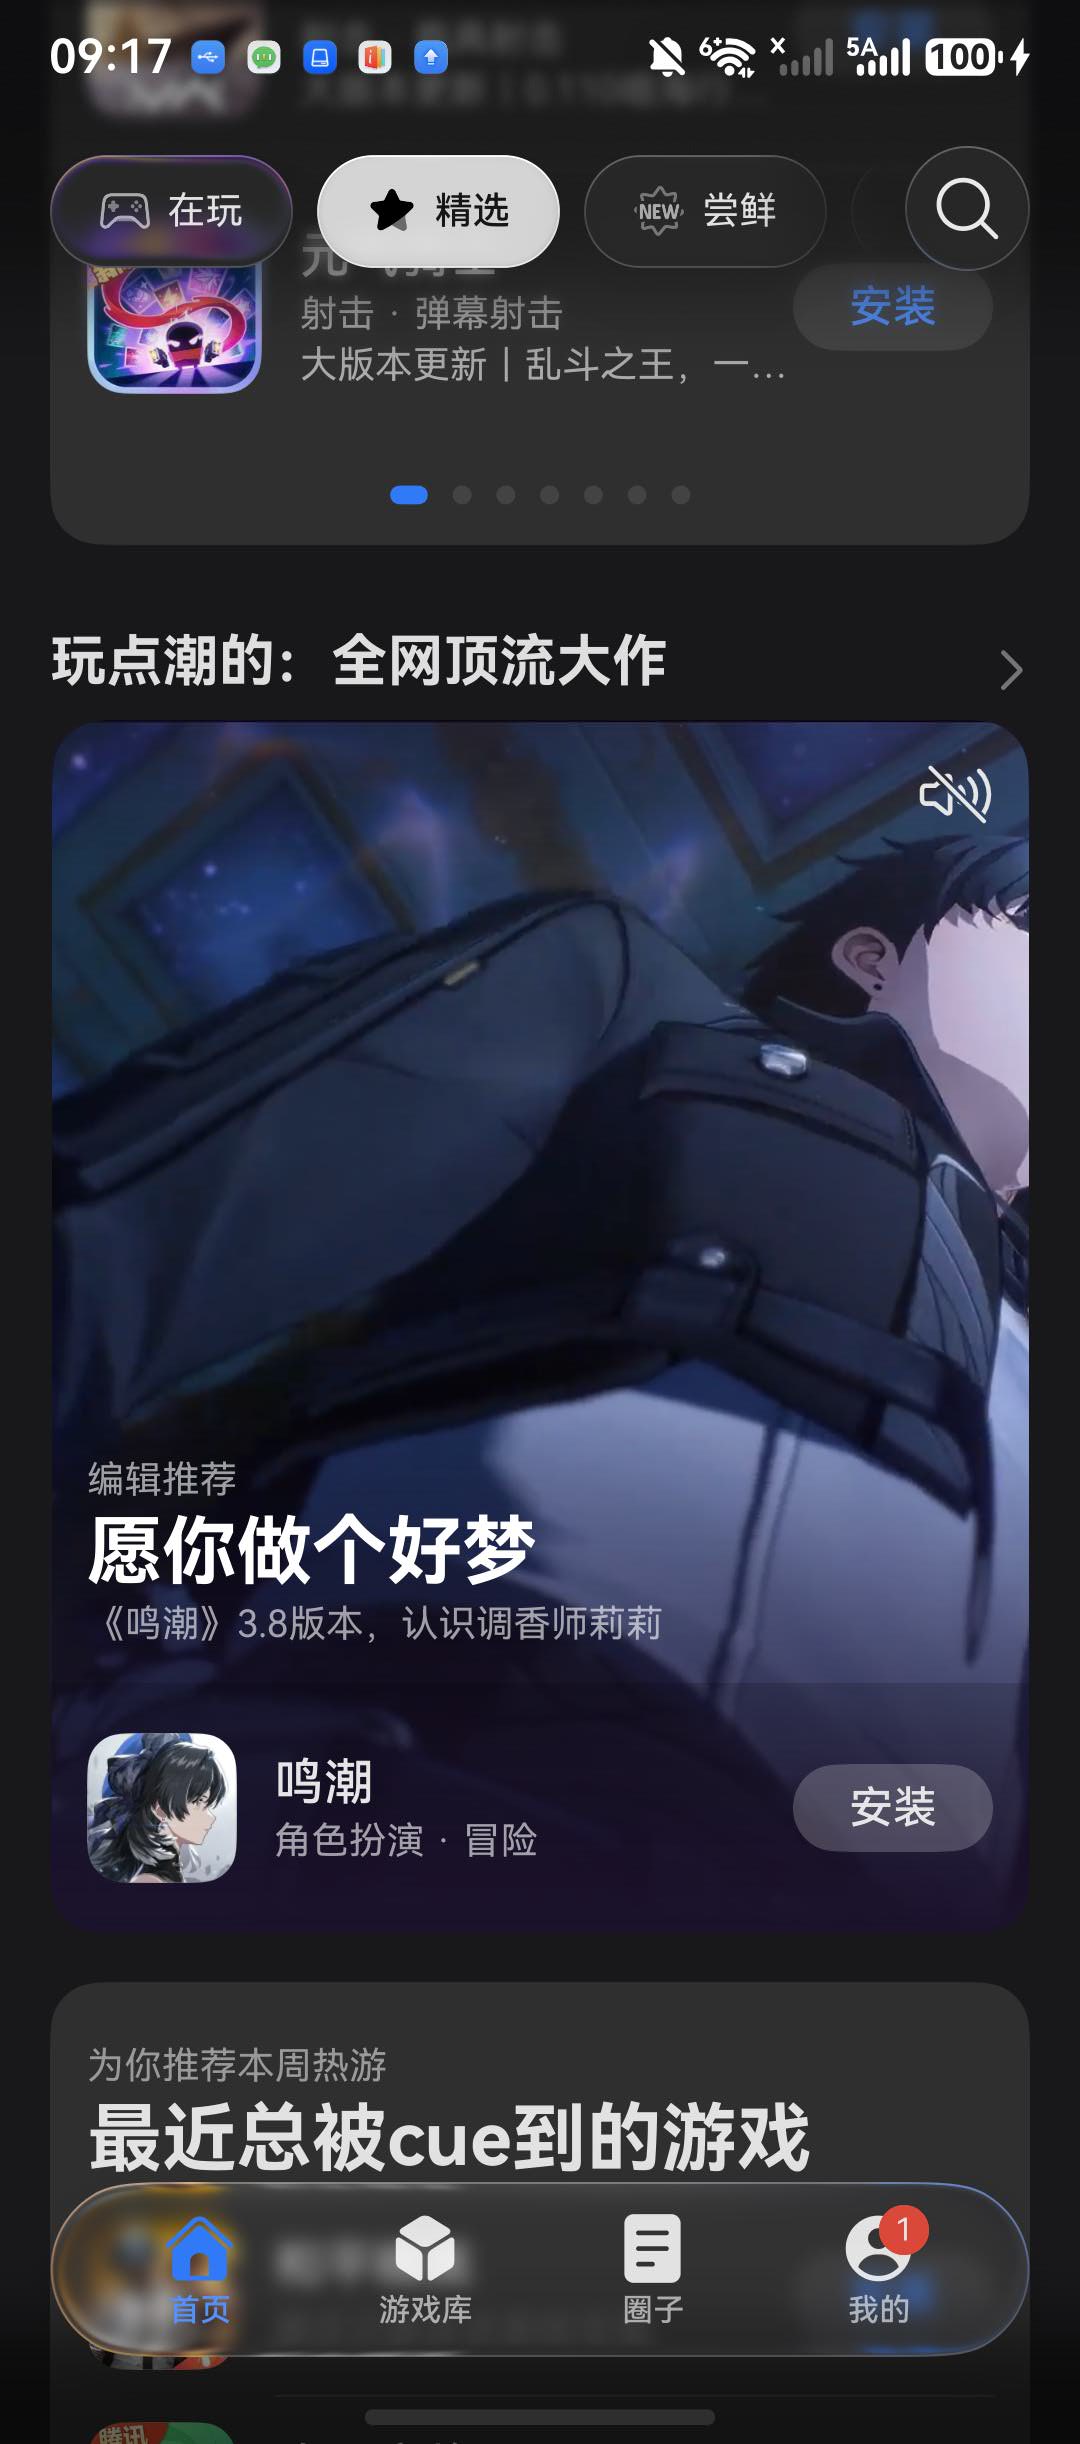 09:17
6+
5A
100
在玩
精选
NEW
尝鲜
射击 · 弹幕射击
大版本更新丨乱斗之王，一...
安装
玩点潮的：全网顶流大作
编辑推荐
愿你做个好梦
《鸣潮》3.8版本，认识调香师莉莉
鸣潮
角色扮演 · 冒险
安装
为你推荐本周热游
最近总被cue到的游戏
首页
游戏库
圈子
1
我的
腾讯